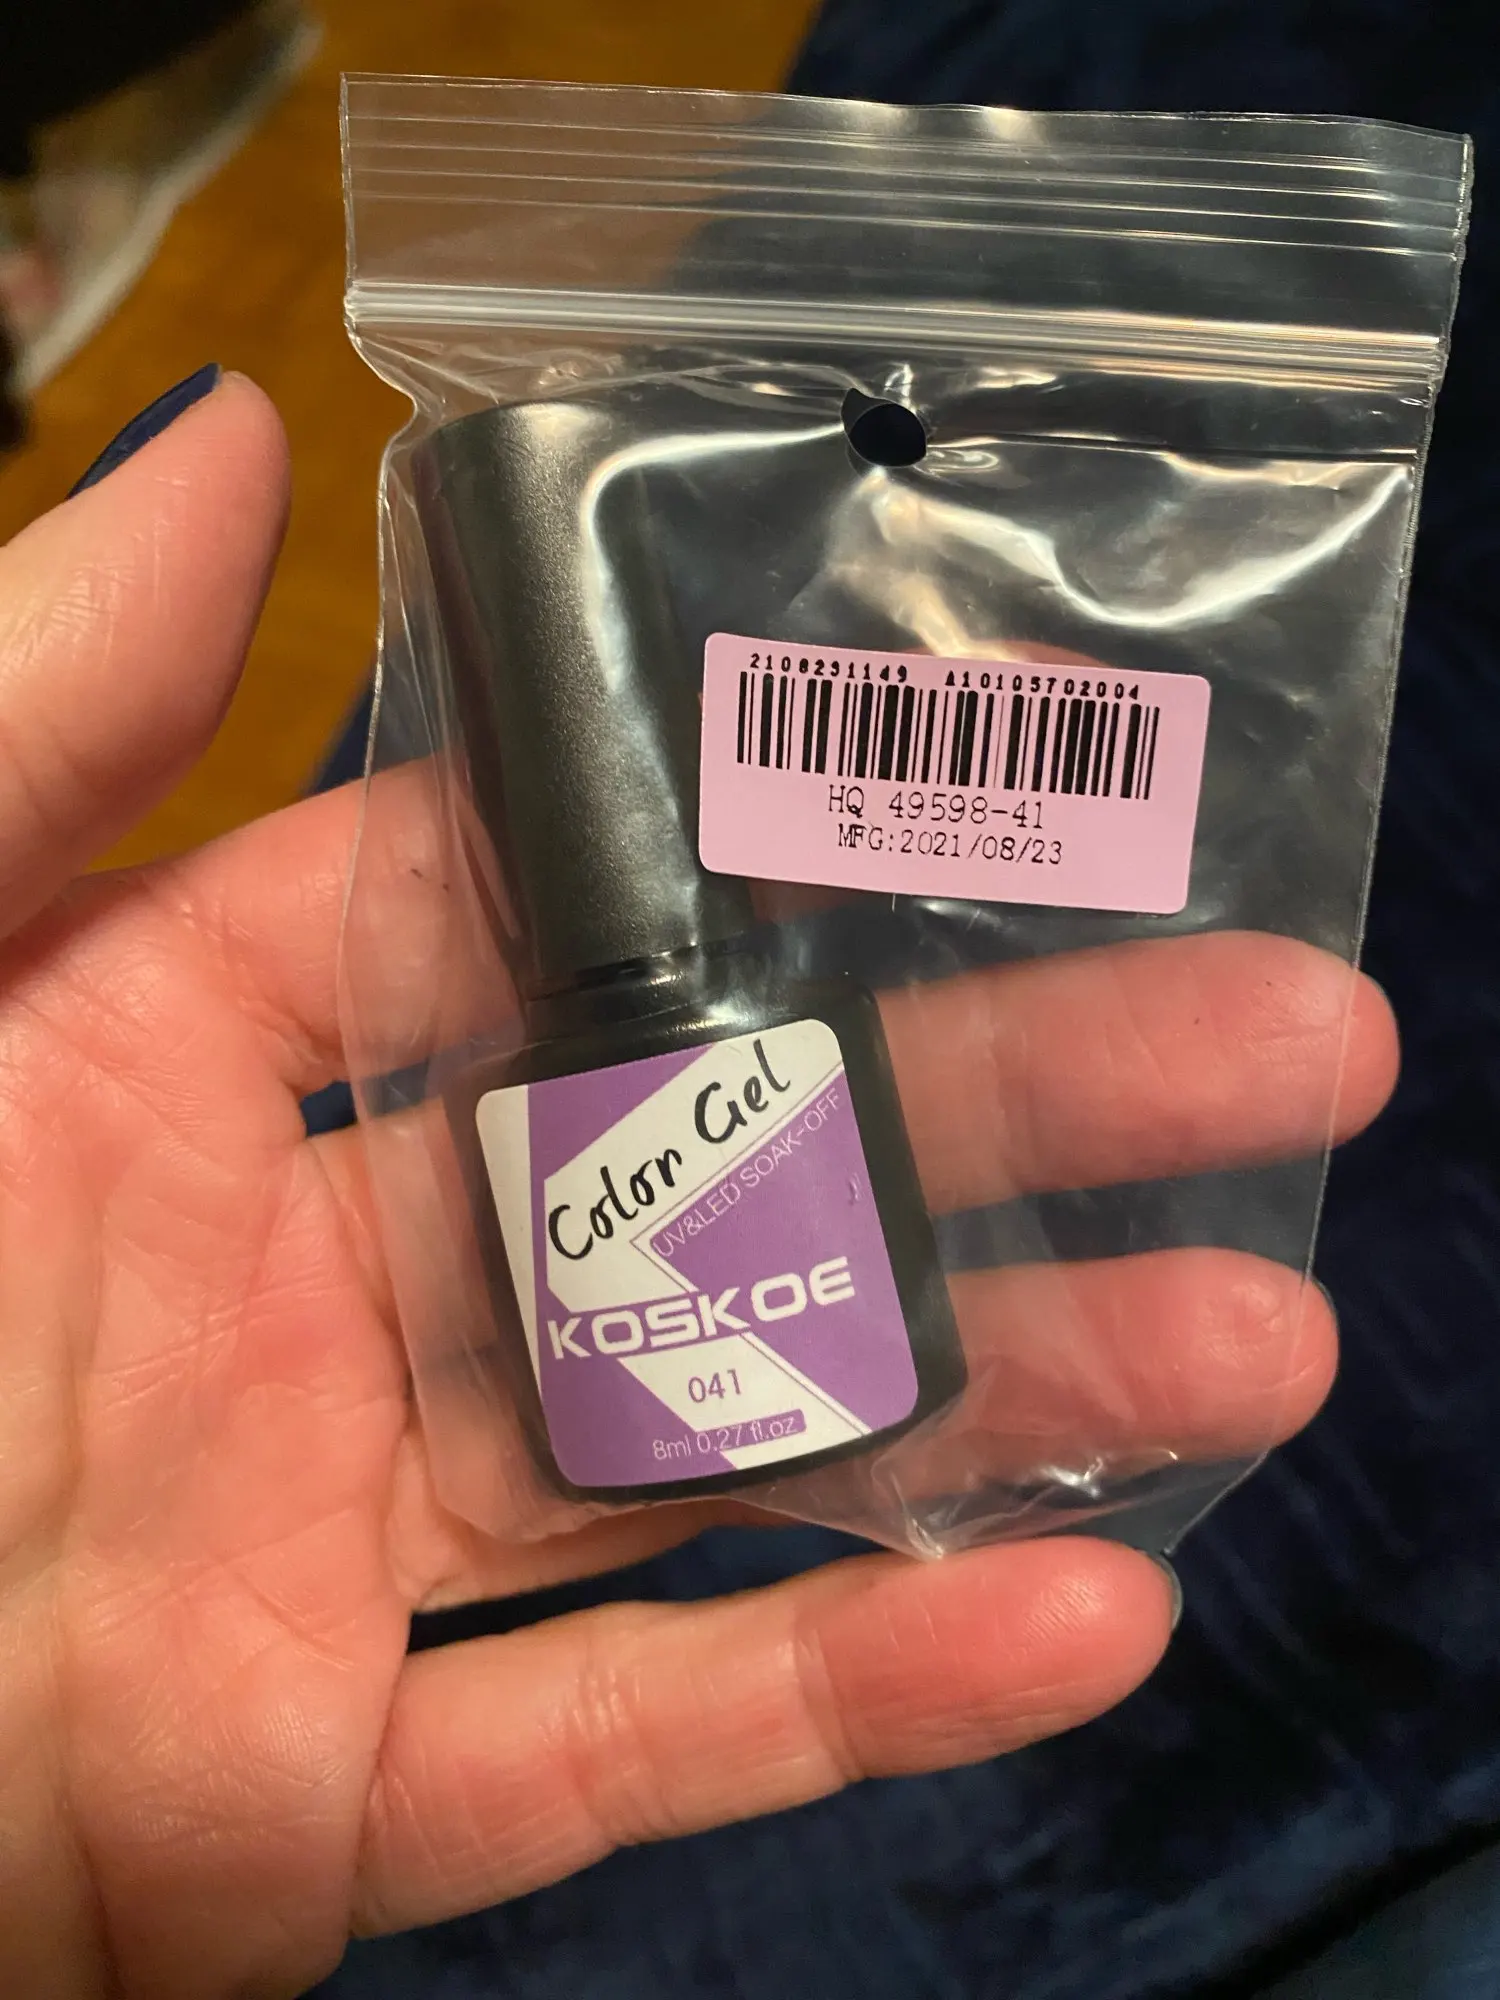 2108231149 A10105702004
HQ 49598-41
MFG:2021/08/23
Color Gel
UV&LED SOAK-OFF
KOSKOE
041
8ml 0.27 fl.oz